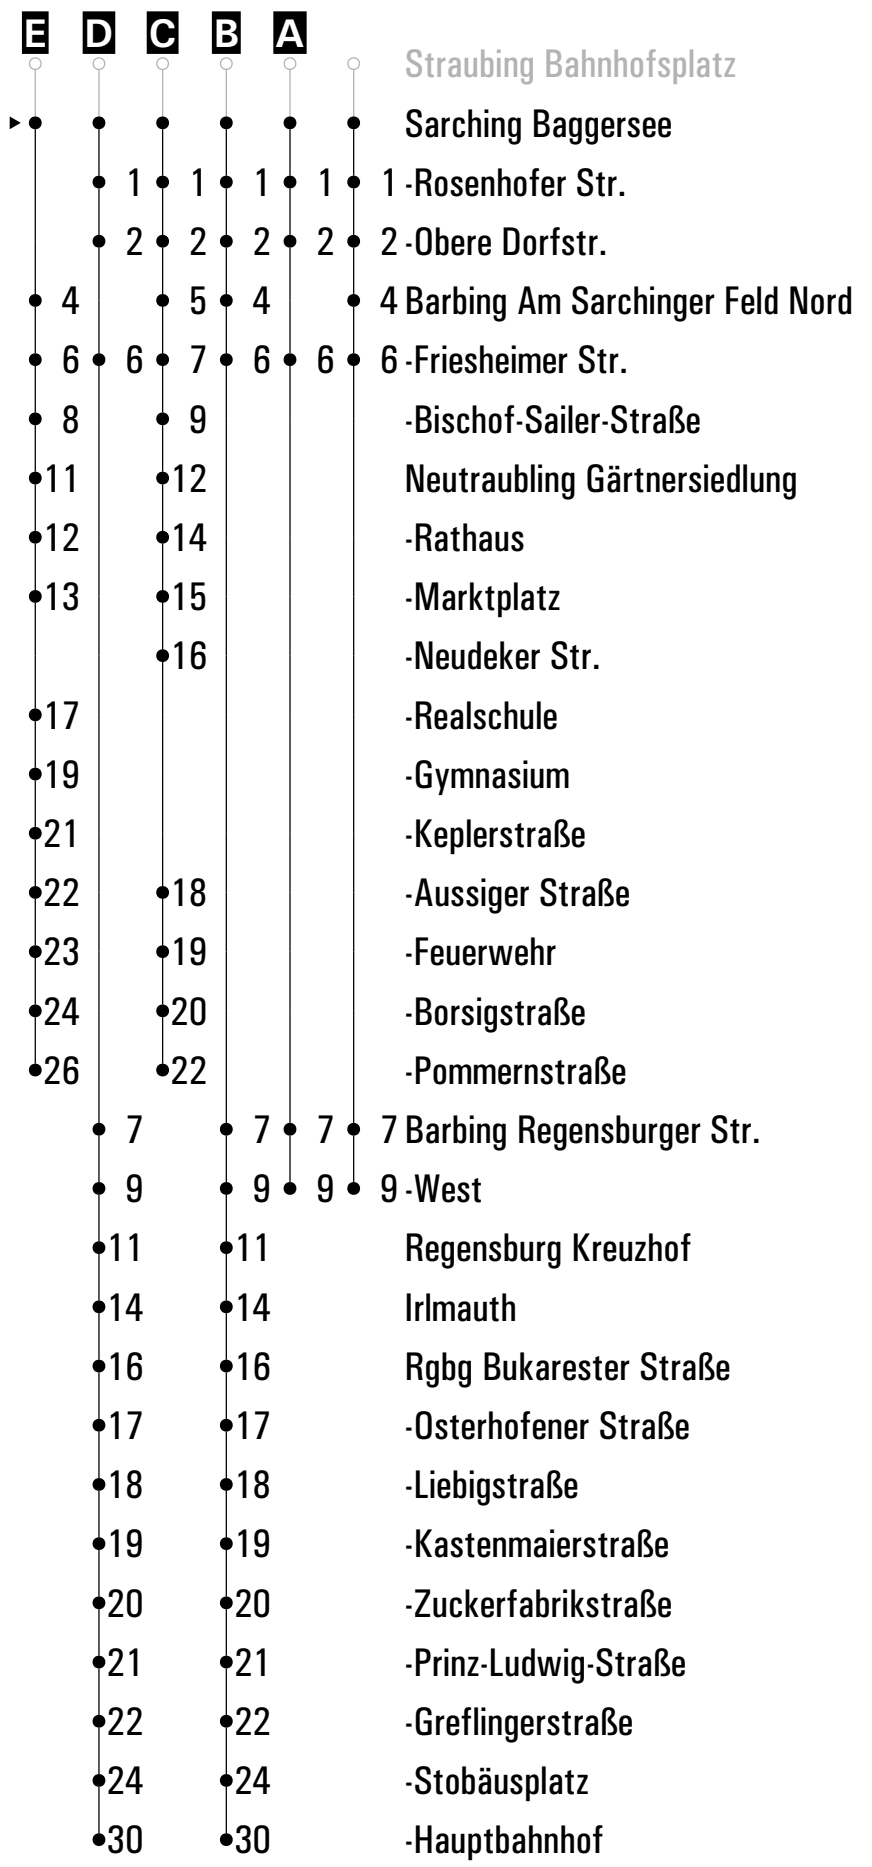 E D C B A
Straubing Bahnhofsplatz
Sarching Baggersee
1 1 1 1 1 -Rosenhofer Str.
2 2 2 2 2 -Obere Dorfstr.
4 5 4 4 Barbing Am Sarchinger Feld Nord
6 6 7 6 6 6 -Friesheimer Str.
8 9 -Bischof-Sailer-Straße
11 12 Neutraubling Gärtnersiedlung
12 14 -Rathaus
13 15 -Marktplatz
16 -Neudeker Str.
17 -Realschule
19 -Gymnasium
21 -Keplerstraße
22 18 -Aussiger Straße
23 19 -Feuerwehr
24 20 -Borsigstraße
26 22 -Pommernstraße
7 7 7 7 Barbing Regensburger Str.
9 9 9 9 -West
11 11 Regensburg Kreuzhof
14 14 Irlmauth
16 16 Rgbg Bukarester Straße
17 17 -Osterhofener Straße
18 18 -Liebigstraße
19 19 -Kastenmaierstraße
20 20 -Zuckerfabrikstraße
21 21 -Prinz-Ludwig-Straße
22 22 -Greflingerstraße
24 24 -Stobäusplatz
30 30 -Hauptbahnhof